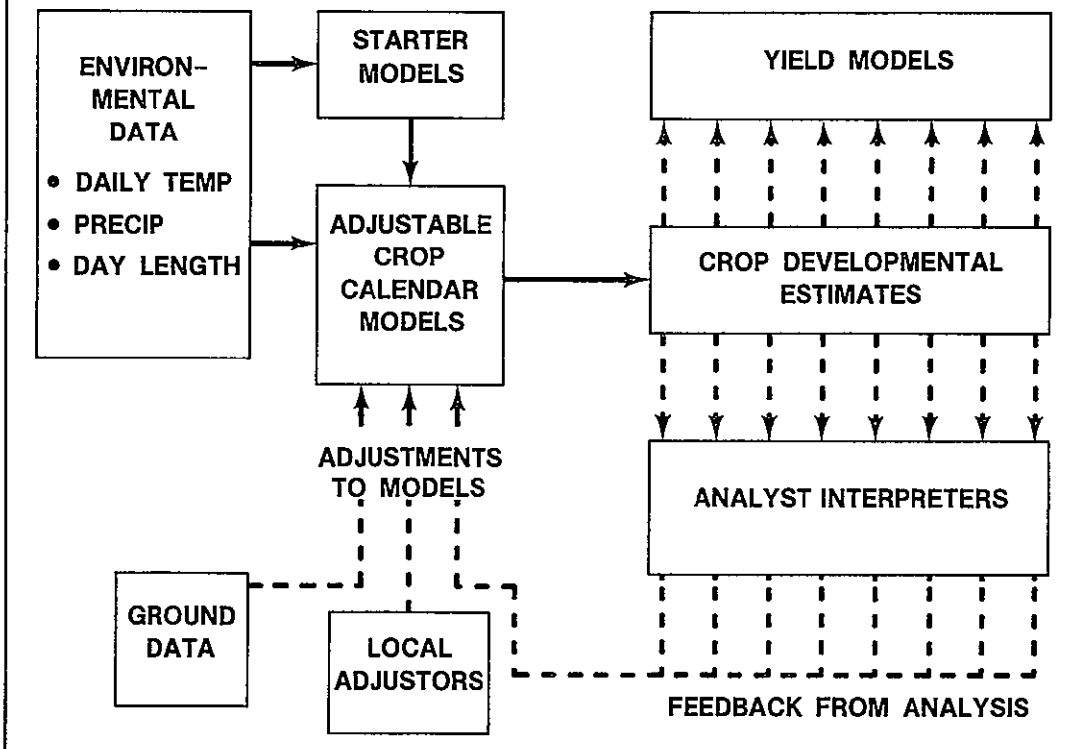 ENVIRON-
MENTAL
DATA
• DAILY TEMP
• PRECIP
• DAY LENGTH
STARTER
MODELS
ADJUSTABLE
CROP
CALENDAR
MODELS
YIELD MODELS
CROP DEVELOPMENTAL
ESTIMATES
ANALYST INTERPRETERS
ADJUSTMENTS
TO MODELS
GROUND
DATA
LOCAL
ADJUSTORS
FEEDBACK FROM ANALYSIS